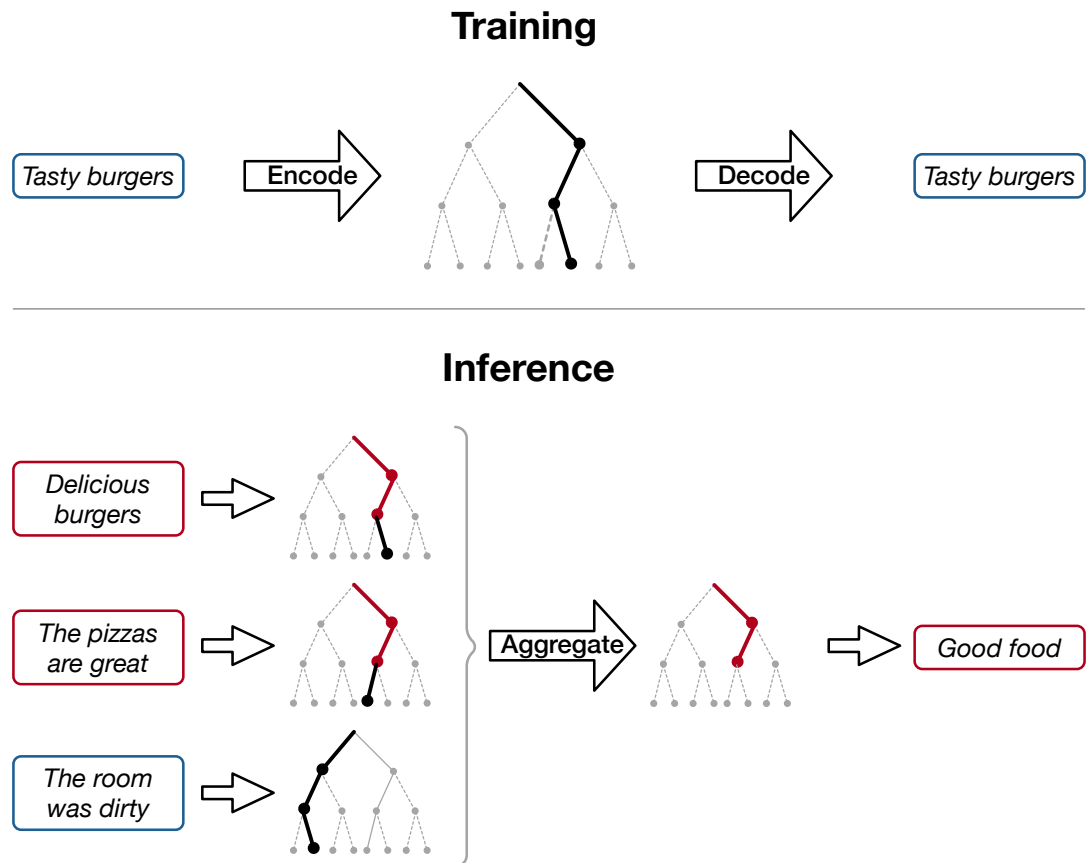 Training
Tasty burgers
Encode
Decode
Tasty burgers
Inference
Delicious
burgers
The pizzas
are great
The room
was dirty
Aggregate
Good food